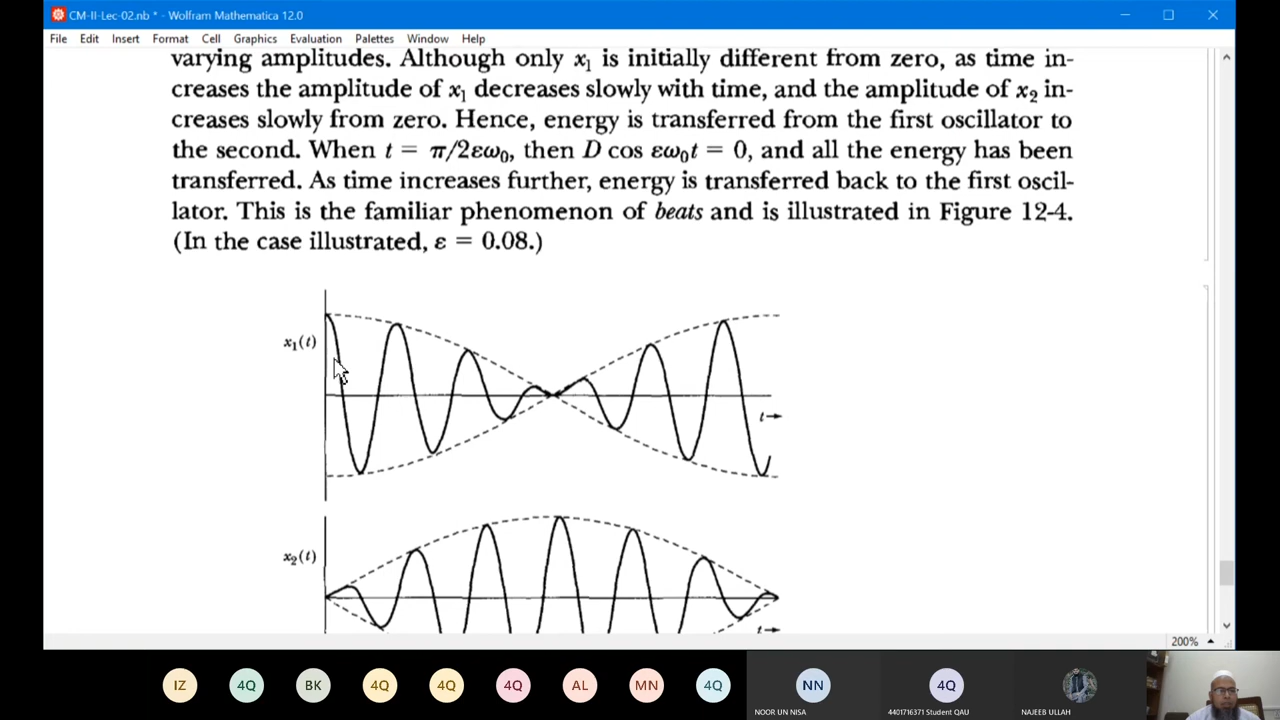 CM-II-Lec-02.nb * - Wolfram Mathematica 12.0
File Edit Insert Format Cell Graphics Evaluation Palettes Window Help
varying amplitudes. Although only x₁ is initially different from zero, as time in-
creases the amplitude of x₁ decreases slowly with time, and the amplitude of x₂ in-
creases slowly from zero. Hence, energy is transferred from the first oscillator to
the second. When t = π/2εω₀, then D cos εω₀t = 0, and all the energy has been
transferred. As time increases further, energy is transferred back to the first oscil-
lator. This is the familiar phenomenon of beats and is illustrated in Figure 12-4.
(In the case illustrated, ε = 0.08.)
x₁(t)
t→
x₂(t)
t→
200%
IZ 4Q BK 4Q 4Q 4Q AL MN 4Q NN 4Q
NOOR UN NISA 4401716371 Student QAU NAJEEB ULLAH